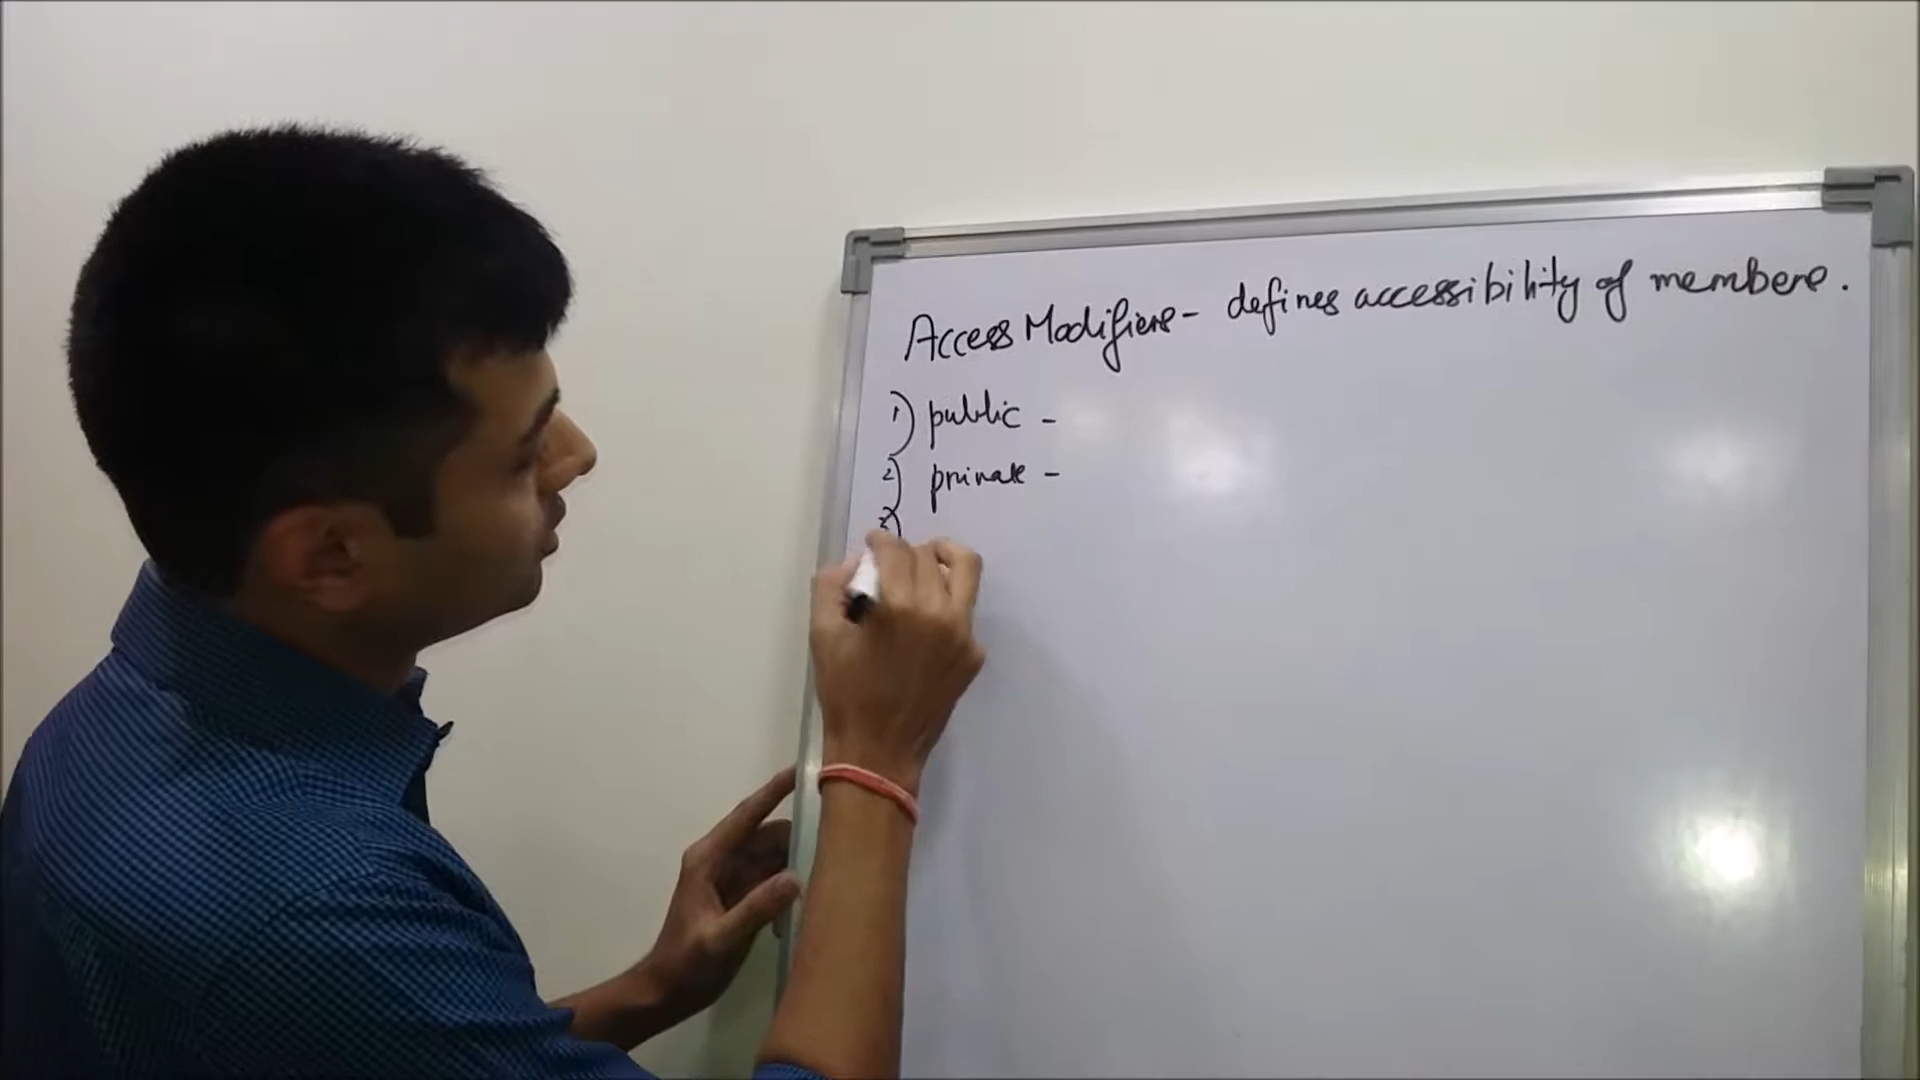 Access Modifiers - defines accessibility of members.
1) public -
2) private -
3)